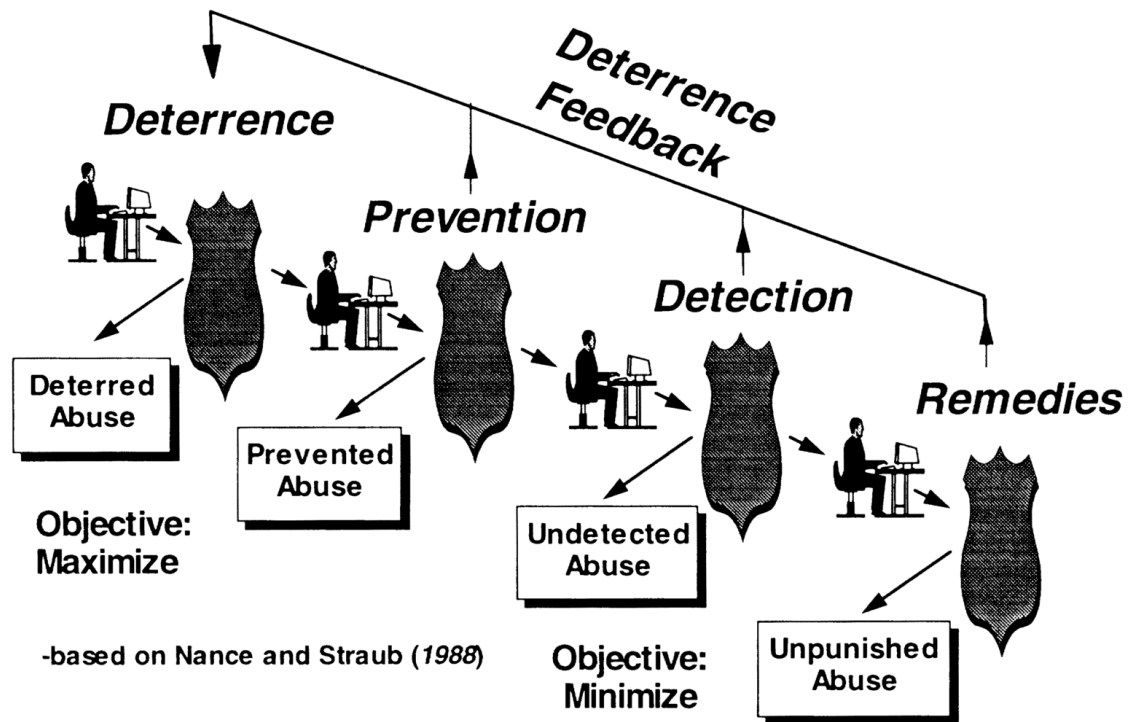 Deterrence
Feedback
Deterrence
Prevention
Detection
Remedies
Deterred
Abuse
Prevented
Abuse
Undetected
Abuse
Unpunished
Abuse
Objective:
Maximize
Objective:
Minimize
-based on Nance and Straub (1988)